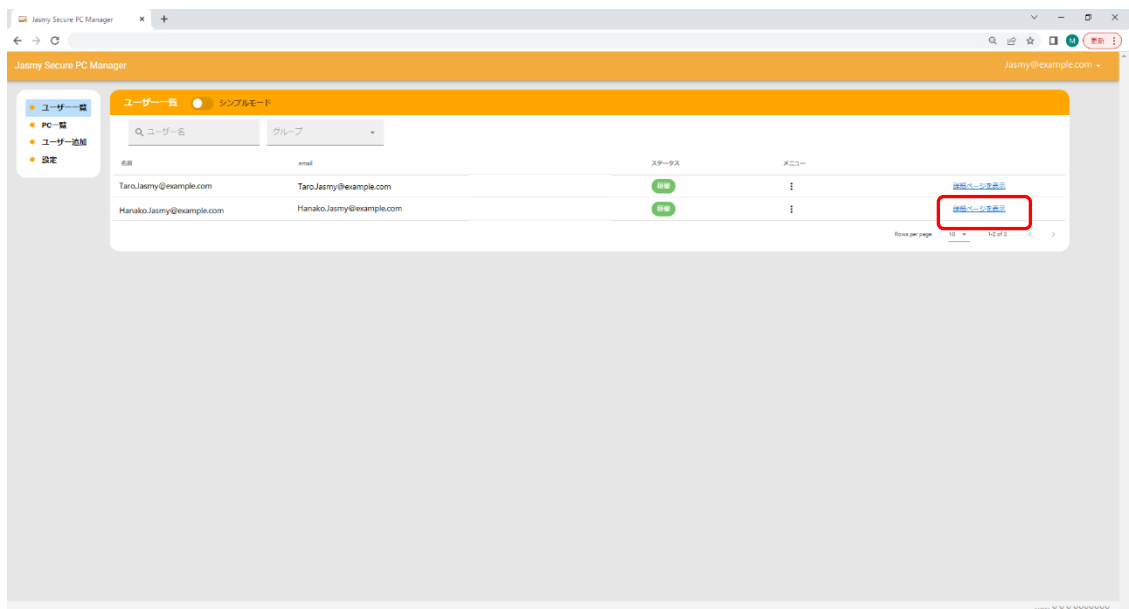 Jasmy Secure PC Manager
更新
Jasmy Secure PC Manager
Jasmy@example.com
ユーザー一覧
PC一覧
ユーザー追加
設定
ユーザー一覧 シンプルモード
ユーザー名 グループ
名前 email ステータス メニュー
Taro.Jasmy@example.com Taro.Jasmy@example.com 稼働 詳細ページを表示
Hanako.Jasmy@example.com Hanako.Jasmy@example.com 稼働 詳細ページを表示
Rows per page 10 1-2 of 2